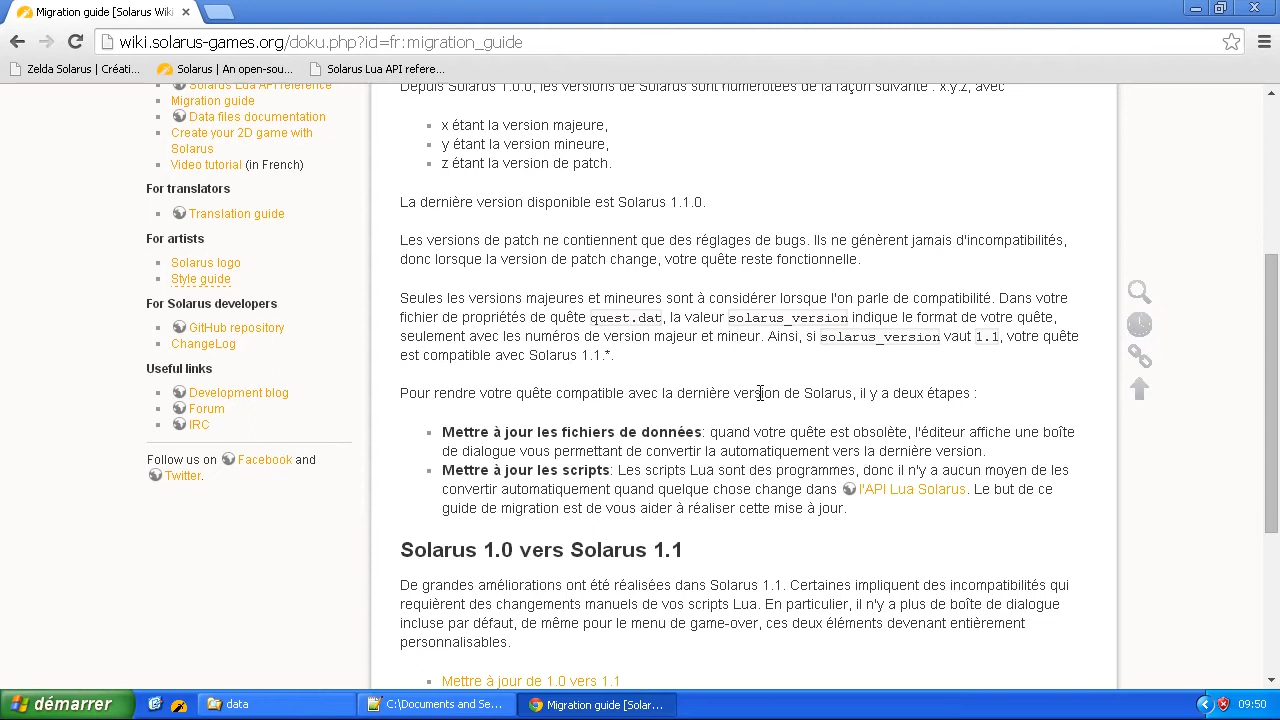 Migration guide [Solarus Wiki
wiki.solarus-games.org/doku.php?id=fr:migration_guide
Zelda Solarus | Créati... Solarus | An open-sou... Solarus Lua API refere...
Solarus Lua API reference
Migration guide
Data files documentation
Create your 2D game with
Solarus
Video tutorial (in French)
For translators
Translation guide
For artists
Solarus logo
Style guide
For Solarus developers
GitHub repository
ChangeLog
Useful links
Development blog
Forum
IRC
Follow us on Facebook and
Twitter.
Depuis Solarus 1.0.0, les versions de Solarus sont numérotées de la façon suivante : x.y.z, avec
x étant la version majeure,
y étant la version mineure,
z étant la version de patch.
La dernière version disponible est Solarus 1.1.0.
Les versions de patch ne contiennent que des réglages de bugs. Ils ne génèrent jamais d'incompatibilités,
donc lorsque la version de patch change, votre quête reste fonctionnelle.
Seules les versions majeures et mineures sont à considérer lorsque l'on parle de compatibilité. Dans votre
fichier de propriétés de quête quest.dat, la valeur solarus_version indique le format de votre quête,
seulement avec les numéros de version majeur et mineur. Ainsi, si solarus_version vaut 1.1, votre quête
est compatible avec Solarus 1.1.*.
Pour rendre votre quête compatible avec la dernière version de Solarus, il y a deux étapes :
Mettre à jour les fichiers de données: quand votre quête est obsolète, l'éditeur affiche une boîte
de dialogue vous permettant de convertir la automatiquement vers la dernière version.
Mettre à jour les scripts: Les scripts Lua sont des programmes, donc il n'y a aucun moyen de les
convertir automatiquement quand quelque chose change dans l'API Lua Solarus. Le but de ce
guide de migration est de vous aider à réaliser cette mise à jour.
Solarus 1.0 vers Solarus 1.1
De grandes améliorations ont été réalisées dans Solarus 1.1. Certaines impliquent des incompatibilités qui
requièrent des changements manuels de vos scripts Lua. En particulier, il n'y a plus de boîte de dialogue
incluse par défaut, de même pour le menu de game-over, ces deux éléments devenant entièrement
personnalisables.
Mettre à jour de 1.0 vers 1.1
démarrer data C:\Documents and Se... Migration guide [Solar... 09:50